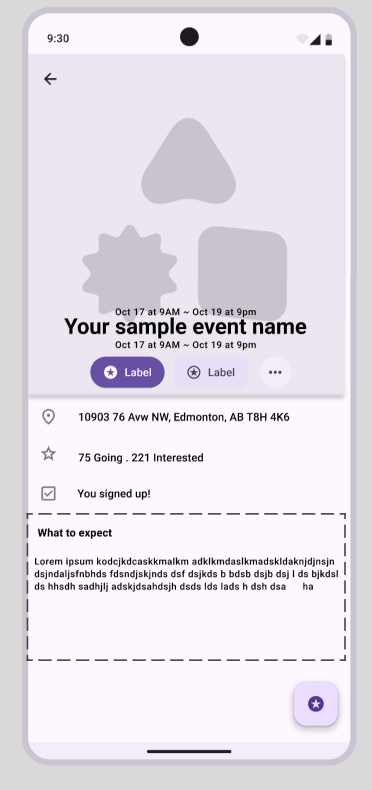 9:30
Oct 17 at 9AM ~ Oct 19 at 9pm
Your sample event name
Oct 17 at 9AM ~ Oct 19 at 9pm
Label Label
10903 76 Avw NW, Edmonton, AB T8H 4K6
75 Going . 221 Interested
You signed up!
What to expect
Lorem ipsum kodcjkdcaskkmalkm adklkmdaslkmadskldaknjdjnsjn
dsjndaljsfnbhds fdsndjskjnds dsf dsjkds b bdsb dsjb dsj l ds bjkdsl
ds hhsdh sadhjlj adskjdsahdsjh dsds lds lads h dsh dsa ha